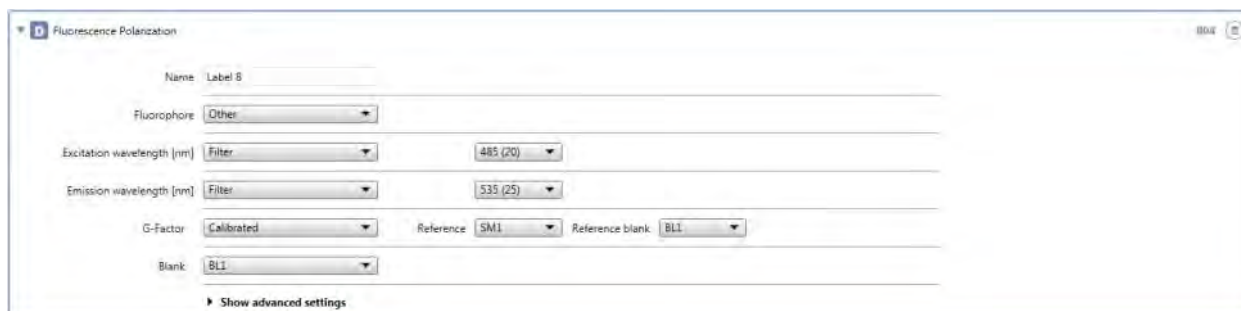 D Fluorescence Polarization
Name Label 8
Fluorophore Other
Excitation wavelength [nm] Filter 485 (20)
Emission wavelength [nm] Filter 535 (25)
G-Factor Calibrated Reference SM1 Reference blank BL1
Blank BL1
Show advanced settings